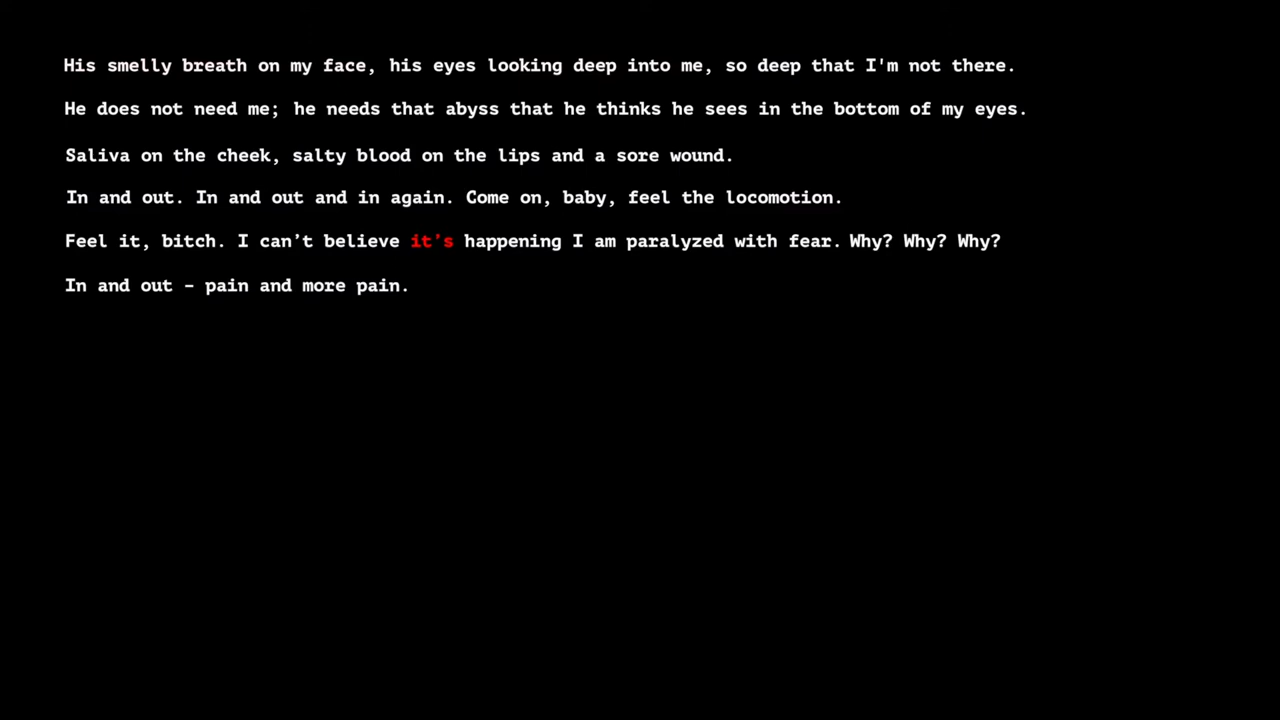 His smelly breath on my face, his eyes looking deep into me, so deep that I'm not there.
He does not need me; he needs that abyss that he thinks he sees in the bottom of my eyes.
Saliva on the cheek, salty blood on the lips and a sore wound.
In and out. In and out and in again. Come on, baby, feel the locomotion.
Feel it, bitch. I can’t believe it’s happening I am paralyzed with fear. Why? Why? Why?
In and out – pain and more pain.